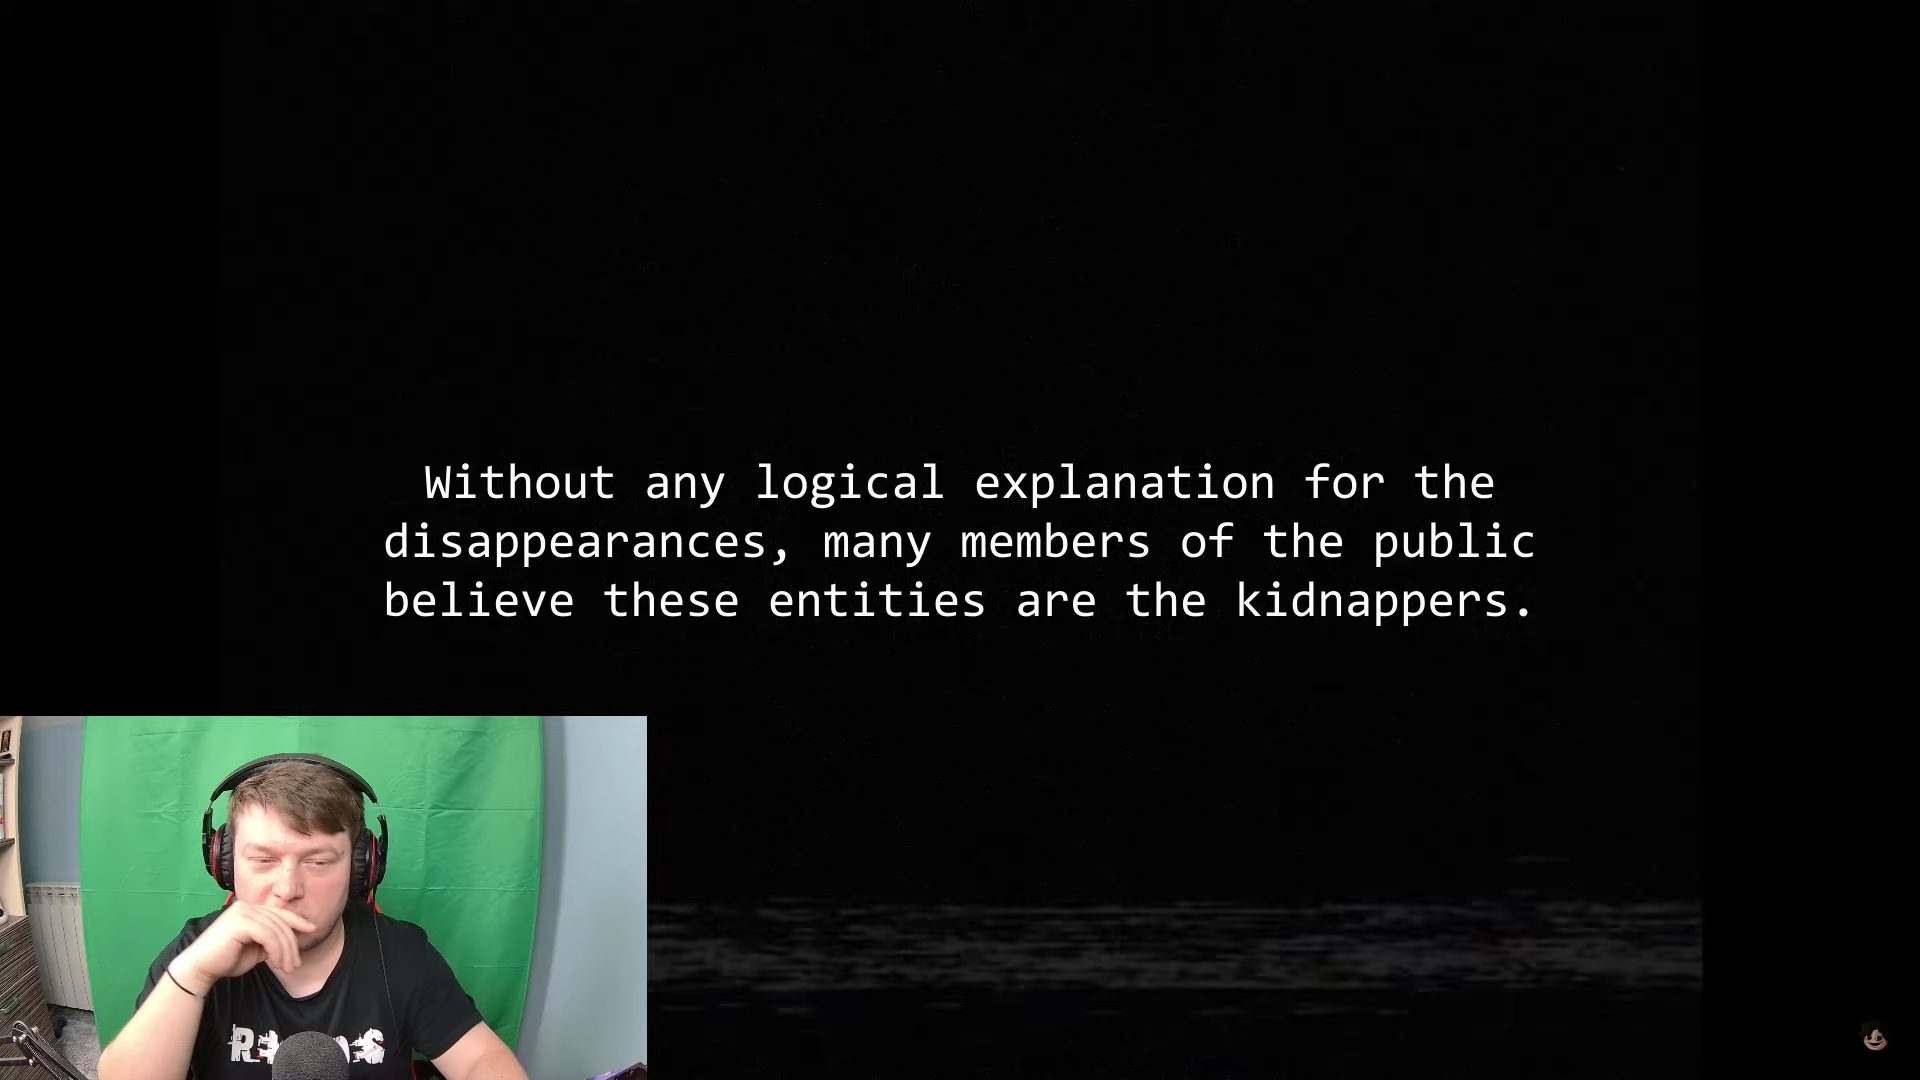 Without any logical explanation for the
disappearances, many members of the public
believe these entities are the kidnappers.